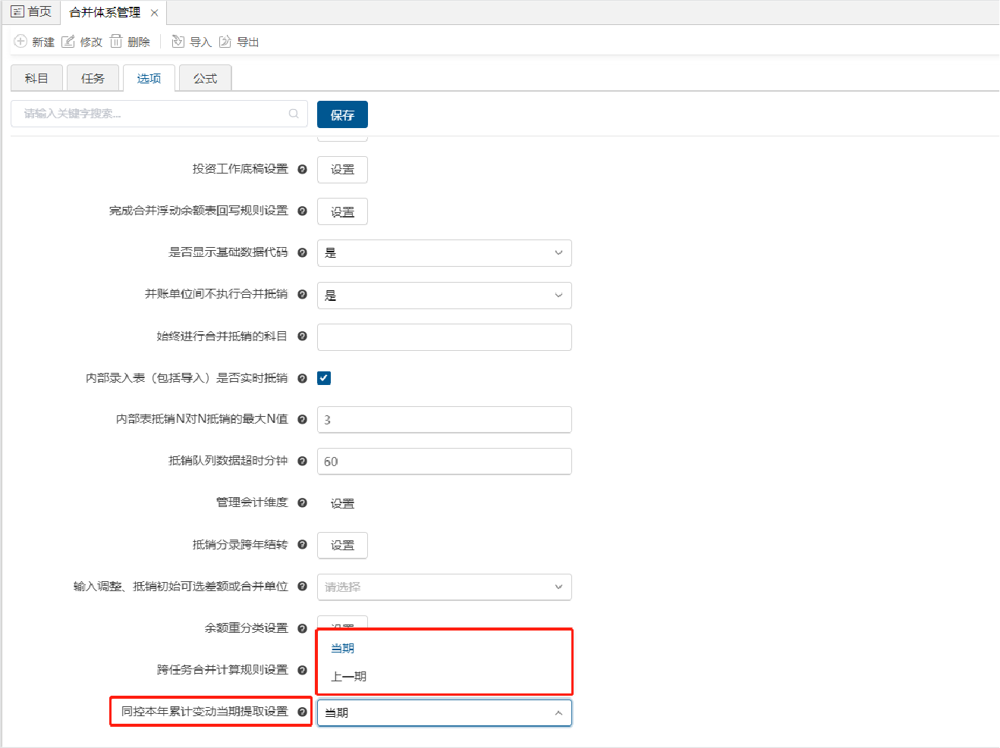 首页 合并体系管理
新建 修改 删除 导入 导出
科目 任务 选项 公式
请输入关键字搜索... 保存
投资工作底稿设置 设置
完成合并浮动余额表回写规则设置 设置
是否显示基础数据代码 是
并账单位间不执行合并抵销 是
始终进行合并抵销的科目
内部录入表（包括导入）是否实时抵销
内部表抵销N对N抵销的最大N值 3
抵销队列数据超时分钟 60
管理会计维度 设置
抵销分录跨年结转 设置
输入调整、抵销初始可选差额或合并单位 请选择
余额重分类设置 设置
当期
跨任务合并计算规则设置
上一期
同控本年累计变动当期提取设置 当期